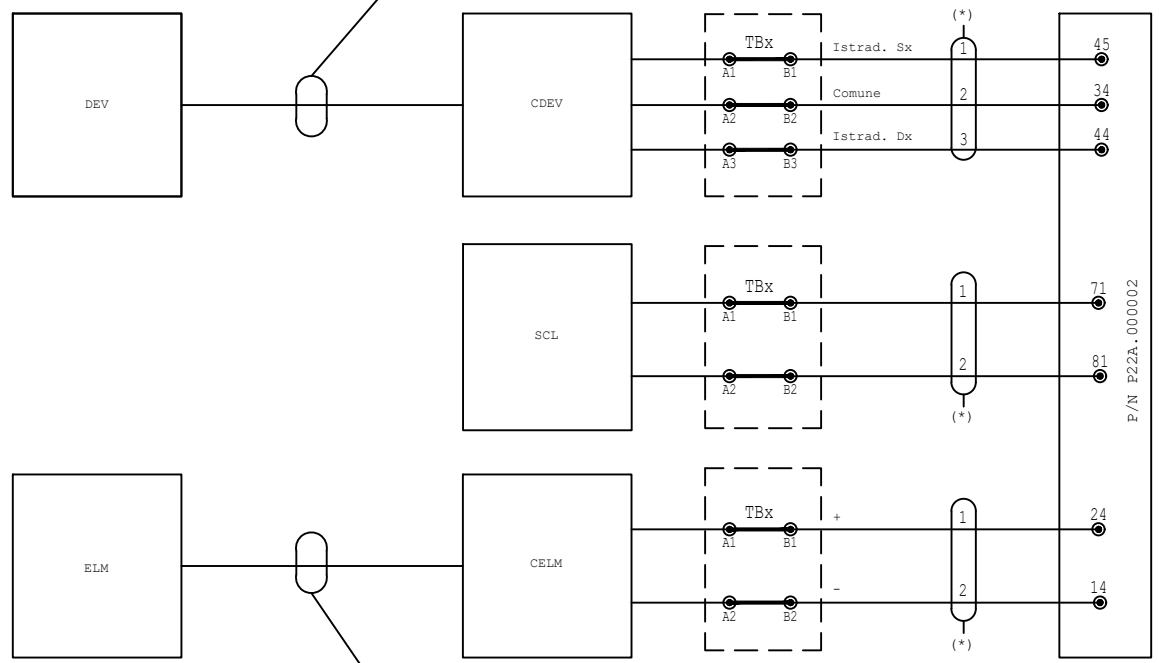 (*)
TBx
DEV
CDEV
A1
B1
Istrad. Sx
1
45
A2
B2
Comune
2
34
A3
B3
Istrad. Dx
3
44
TBx
SCL
A1
B1
1
71
A2
B2
2
81
(*)
P/N P22A.000002
TBx
ELM
CELM
A1
B1
+
1
24
A2
B2
-
2
14
(*)